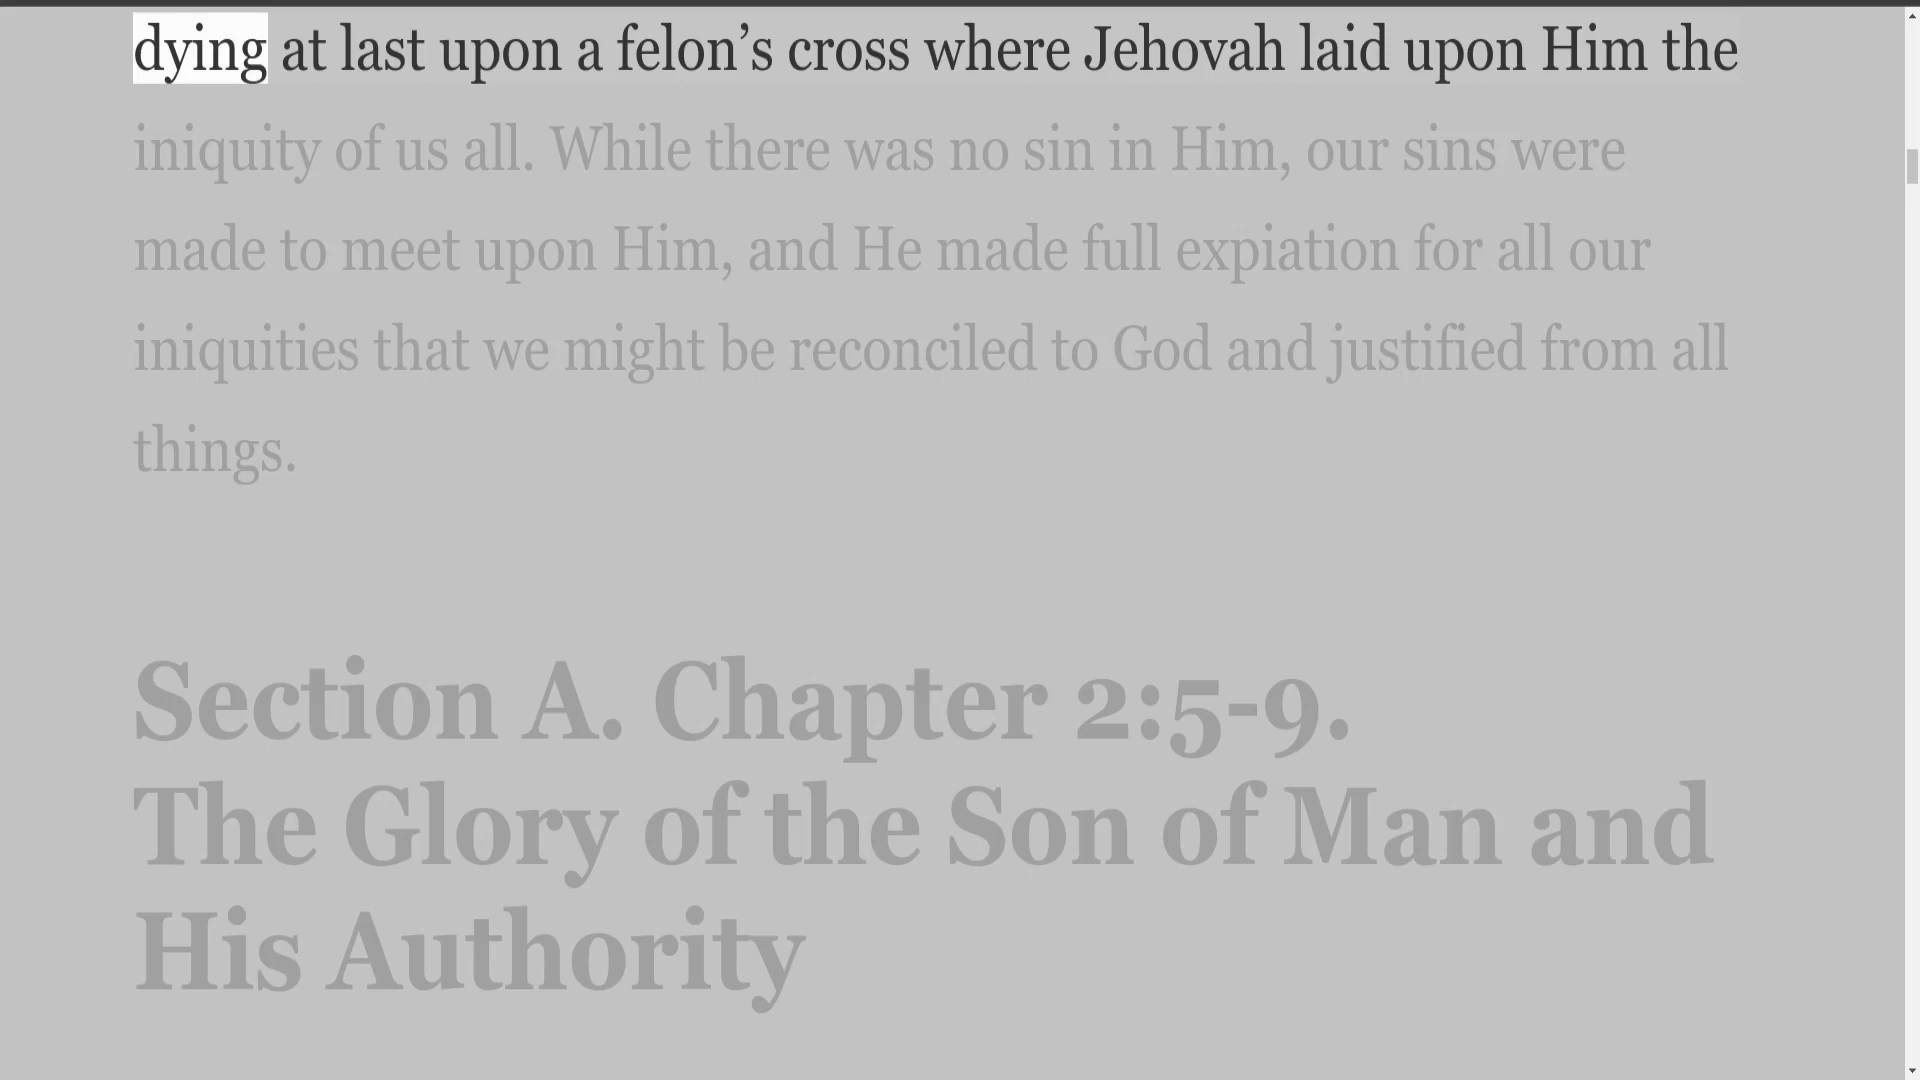 dying at last upon a felon’s cross where Jehovah laid upon Him the
iniquity of us all. While there was no sin in Him, our sins were
made to meet upon Him, and He made full expiation for all our
iniquities that we might be reconciled to God and justified from all
things.
Section A. Chapter 2:5-9.
The Glory of the Son of Man and
His Authority